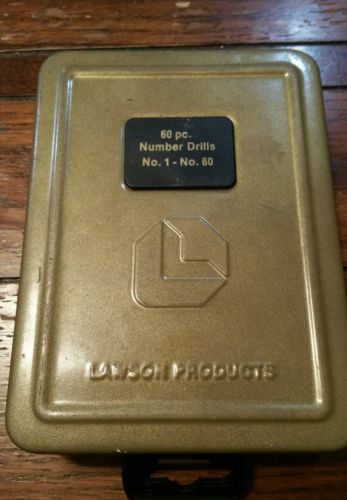 60 pc.
Number Drills
No. 1 - No. 60
LAWSON PRODUCTS